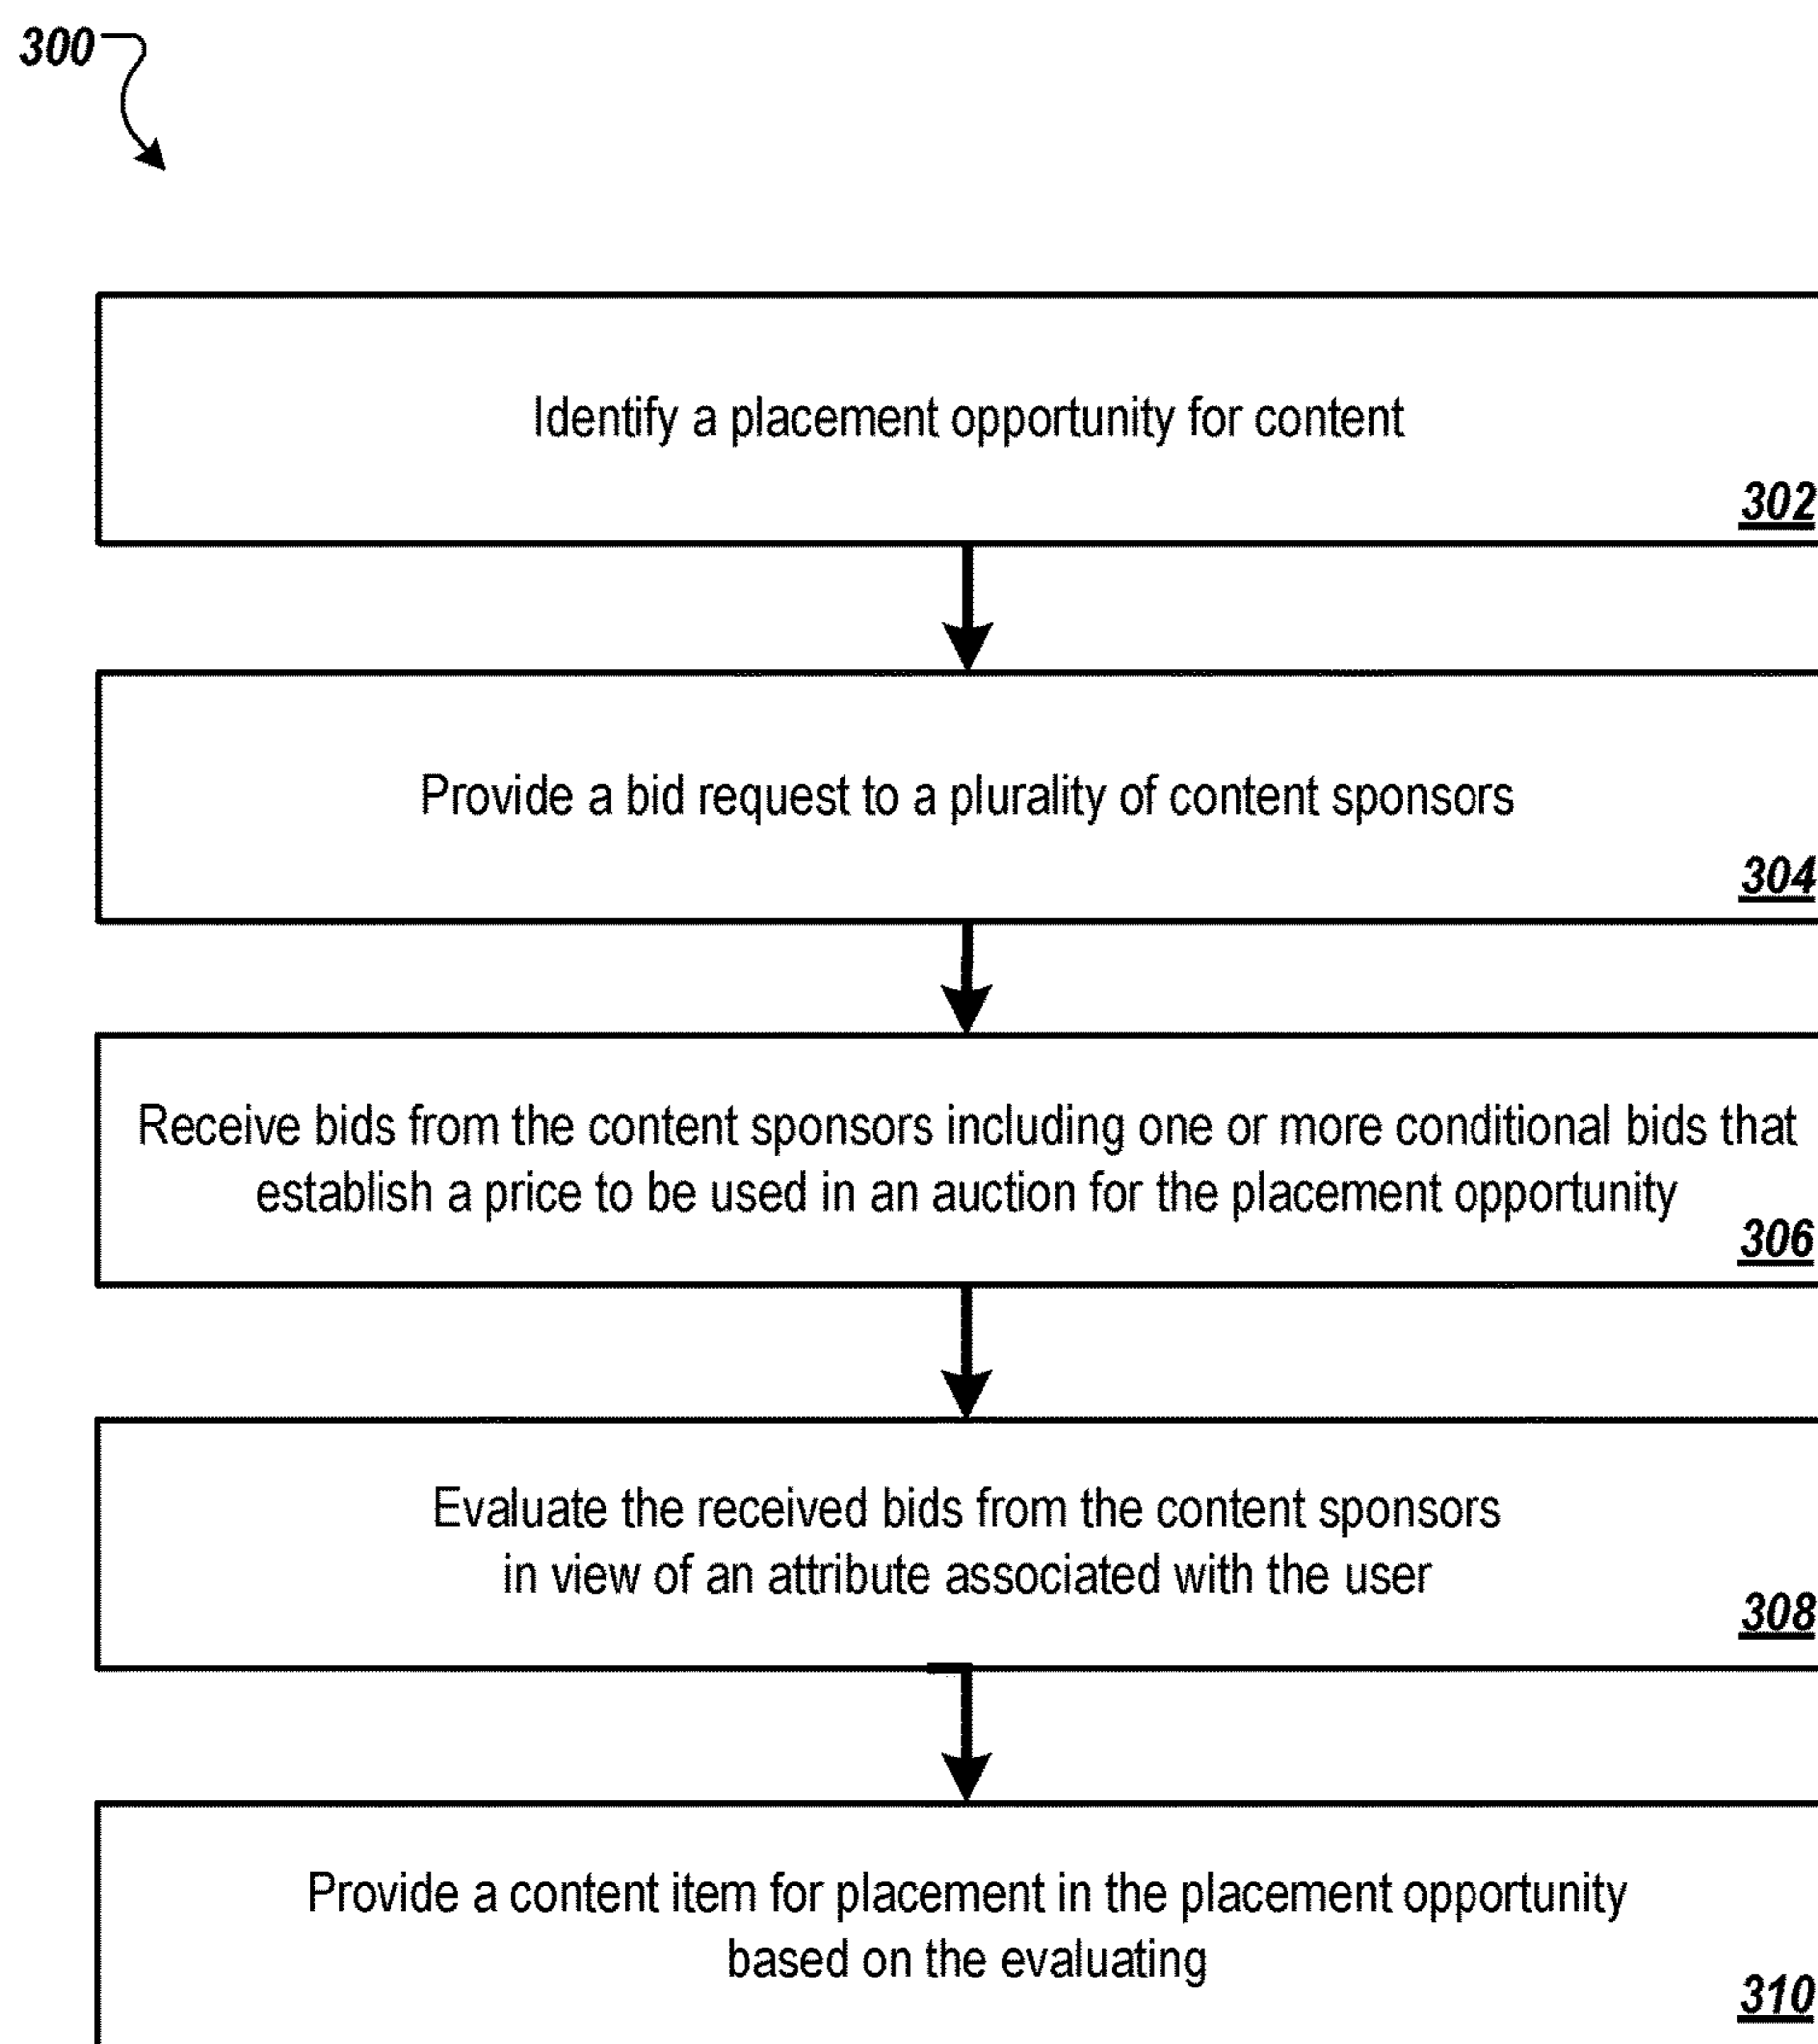 300
Identify a placement opportunity for content
302
Provide a bid request to a plurality of content sponsors
304
Receive bids from the content sponsors including one or more conditional bids that
establish a price to be used in an auction for the placement opportunity
306
Evaluate the received bids from the content sponsors
in view of an attribute associated with the user
308
Provide a content item for placement in the placement opportunity
based on the evaluating
310